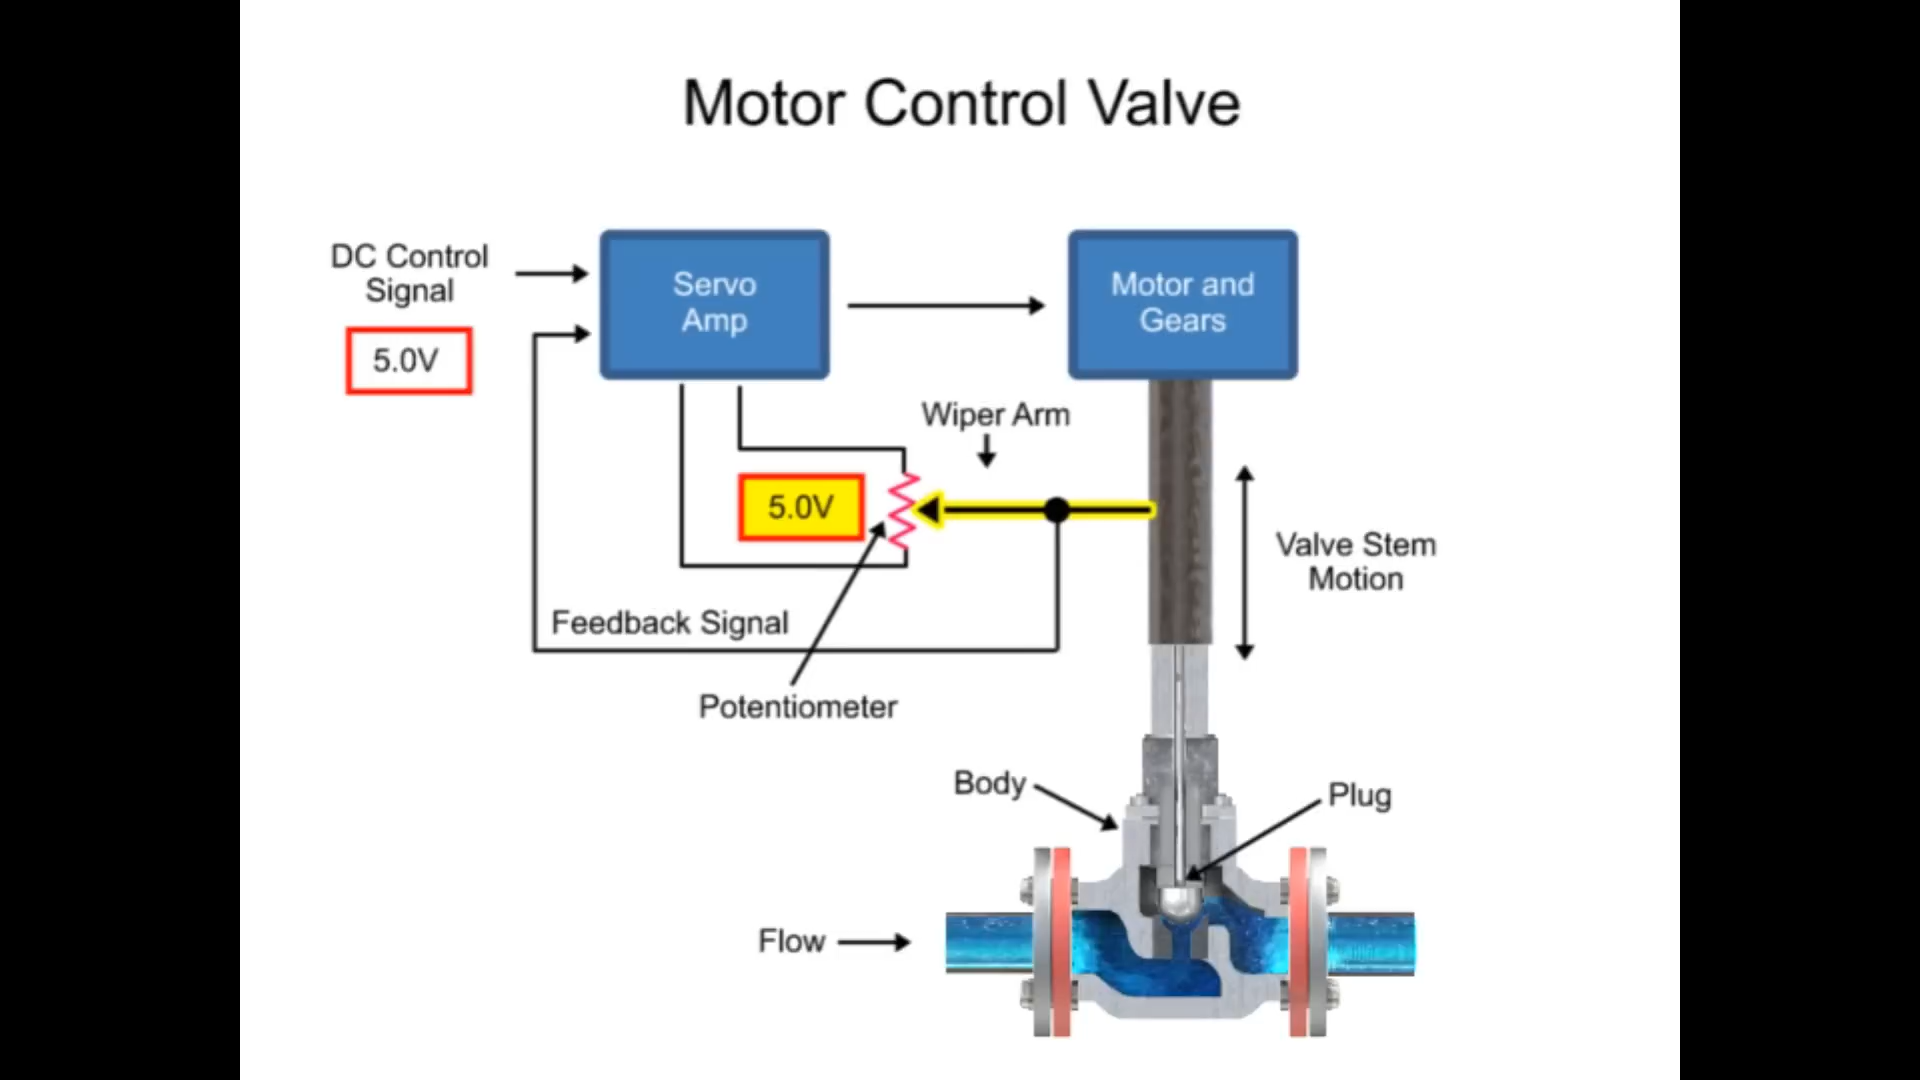 Motor Control Valve
DC Control
Signal
5.0V
Servo
Amp
Motor and
Gears
Wiper Arm
5.0V
Valve Stem
Motion
Feedback Signal
Potentiometer
Body
Plug
Flow